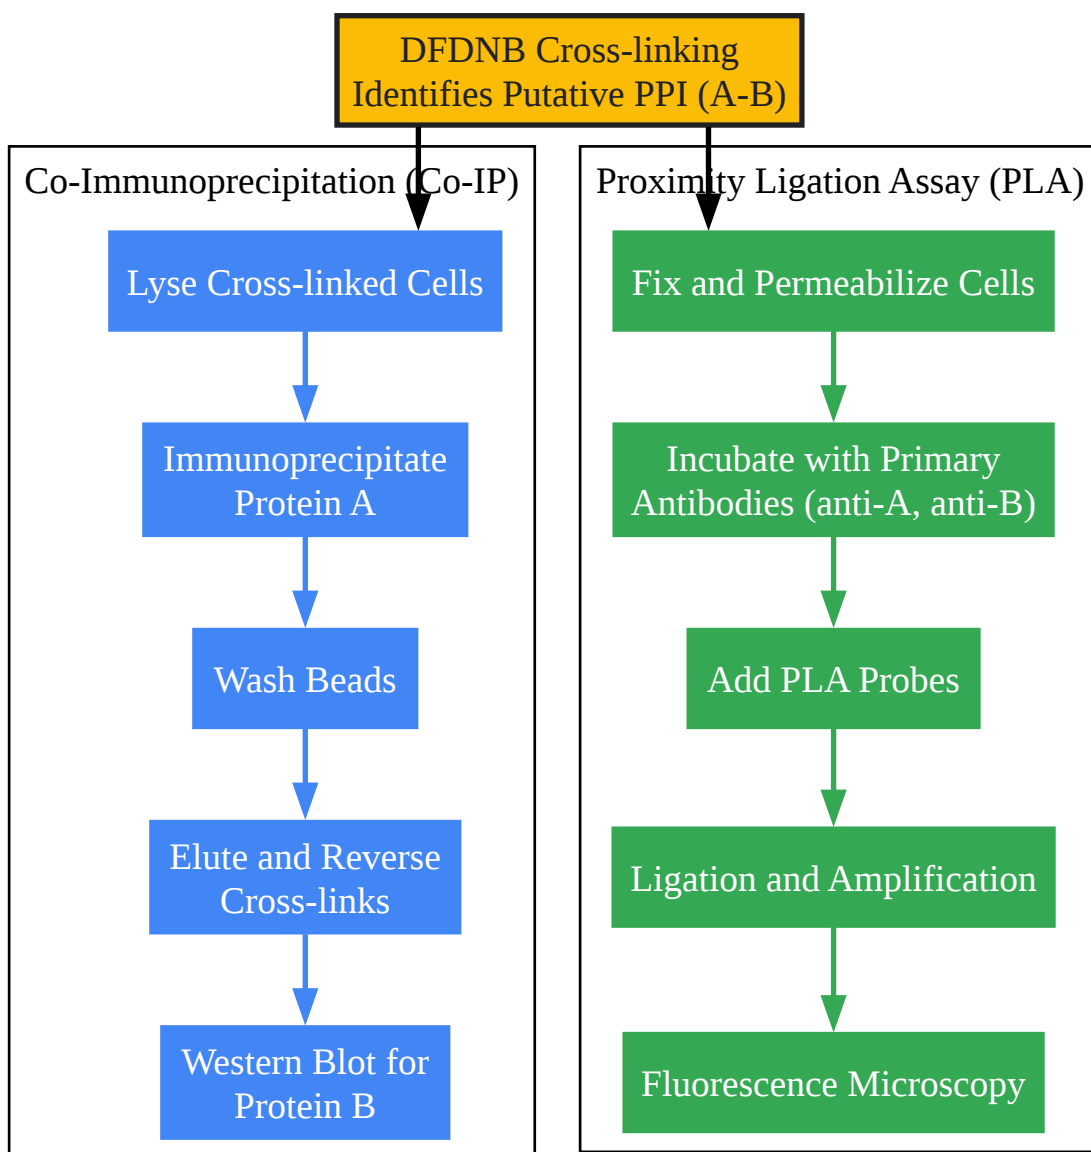 DFDNB Cross-linking
Identifies Putative PPI (A-B)
Co-Immunoprecipitation (Co-IP)
Lyse Cross-linked Cells
Immunoprecipitate
Protein A
Wash Beads
Elute and Reverse
Cross-links
Western Blot for
Protein B
Proximity Ligation Assay (PLA)
Fix and Permeabilize Cells
Incubate with Primary
Antibodies (anti-A, anti-B)
Add PLA Probes
Ligation and Amplification
Fluorescence Microscopy